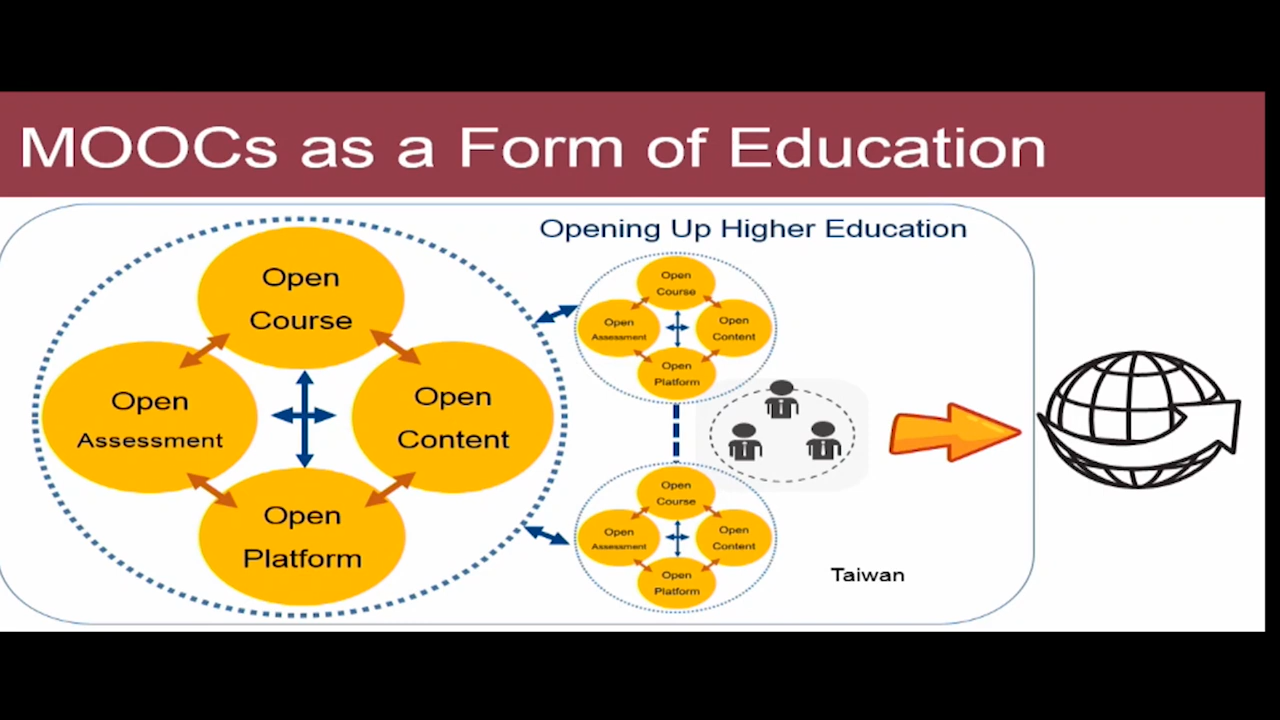 MOOCs as a Form of Education
Opening Up Higher Education
Open
Course
Open
Assessment
Open
Content
Open
Platform
Open
Course
Open
Assessment
Open
Content
Open
Platform
Open
Course
Open
Assessment
Open
Content
Open
Platform
Taiwan